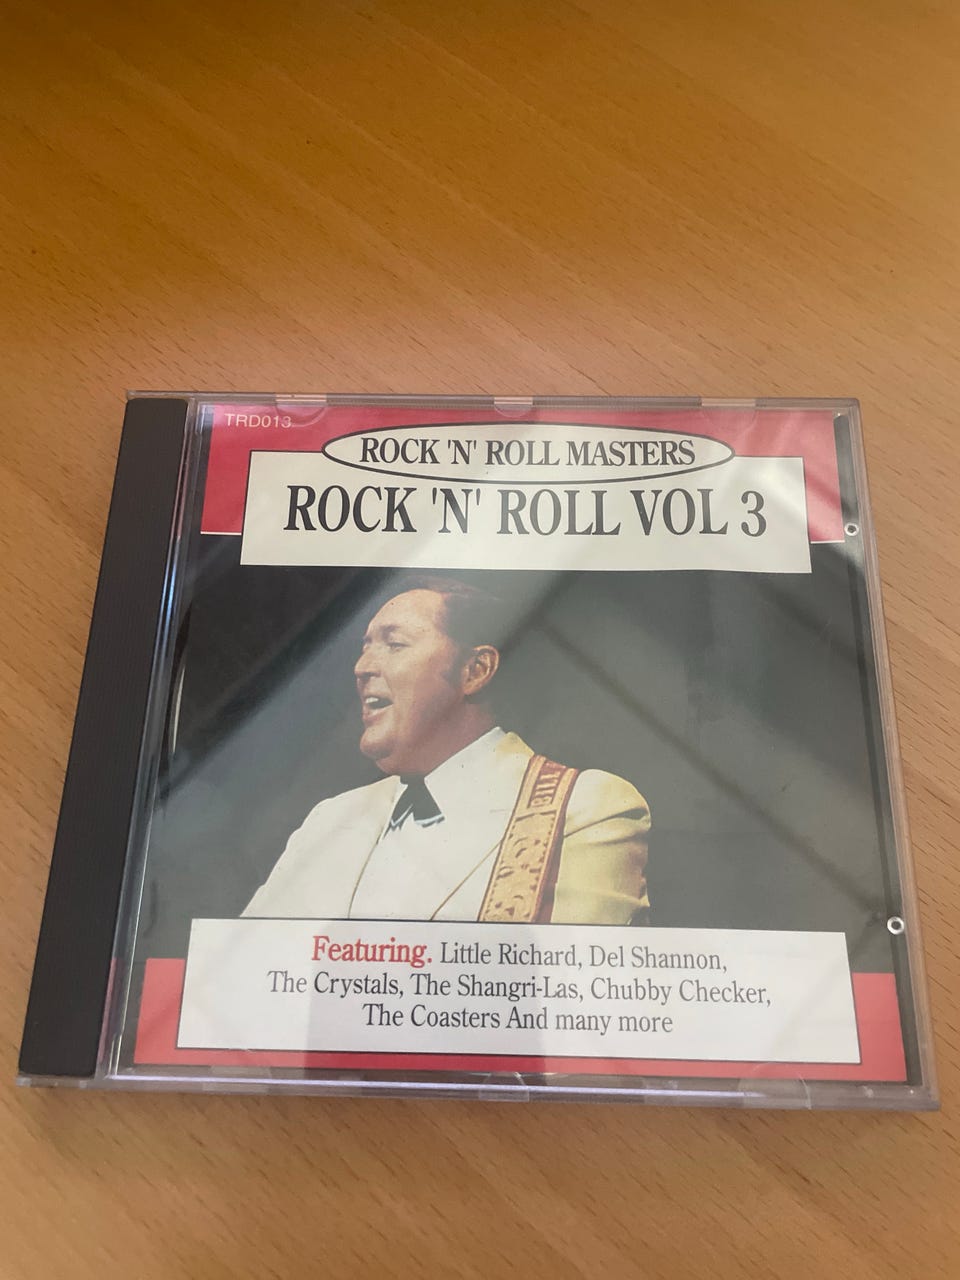 TRD013
ROCK 'N' ROLL MASTERS
ROCK 'N' ROLL VOL 3
BILL
Featuring. Little Richard, Del Shannon,
The Crystals, The Shangri-Las, Chubby Checker,
The Coasters And many more